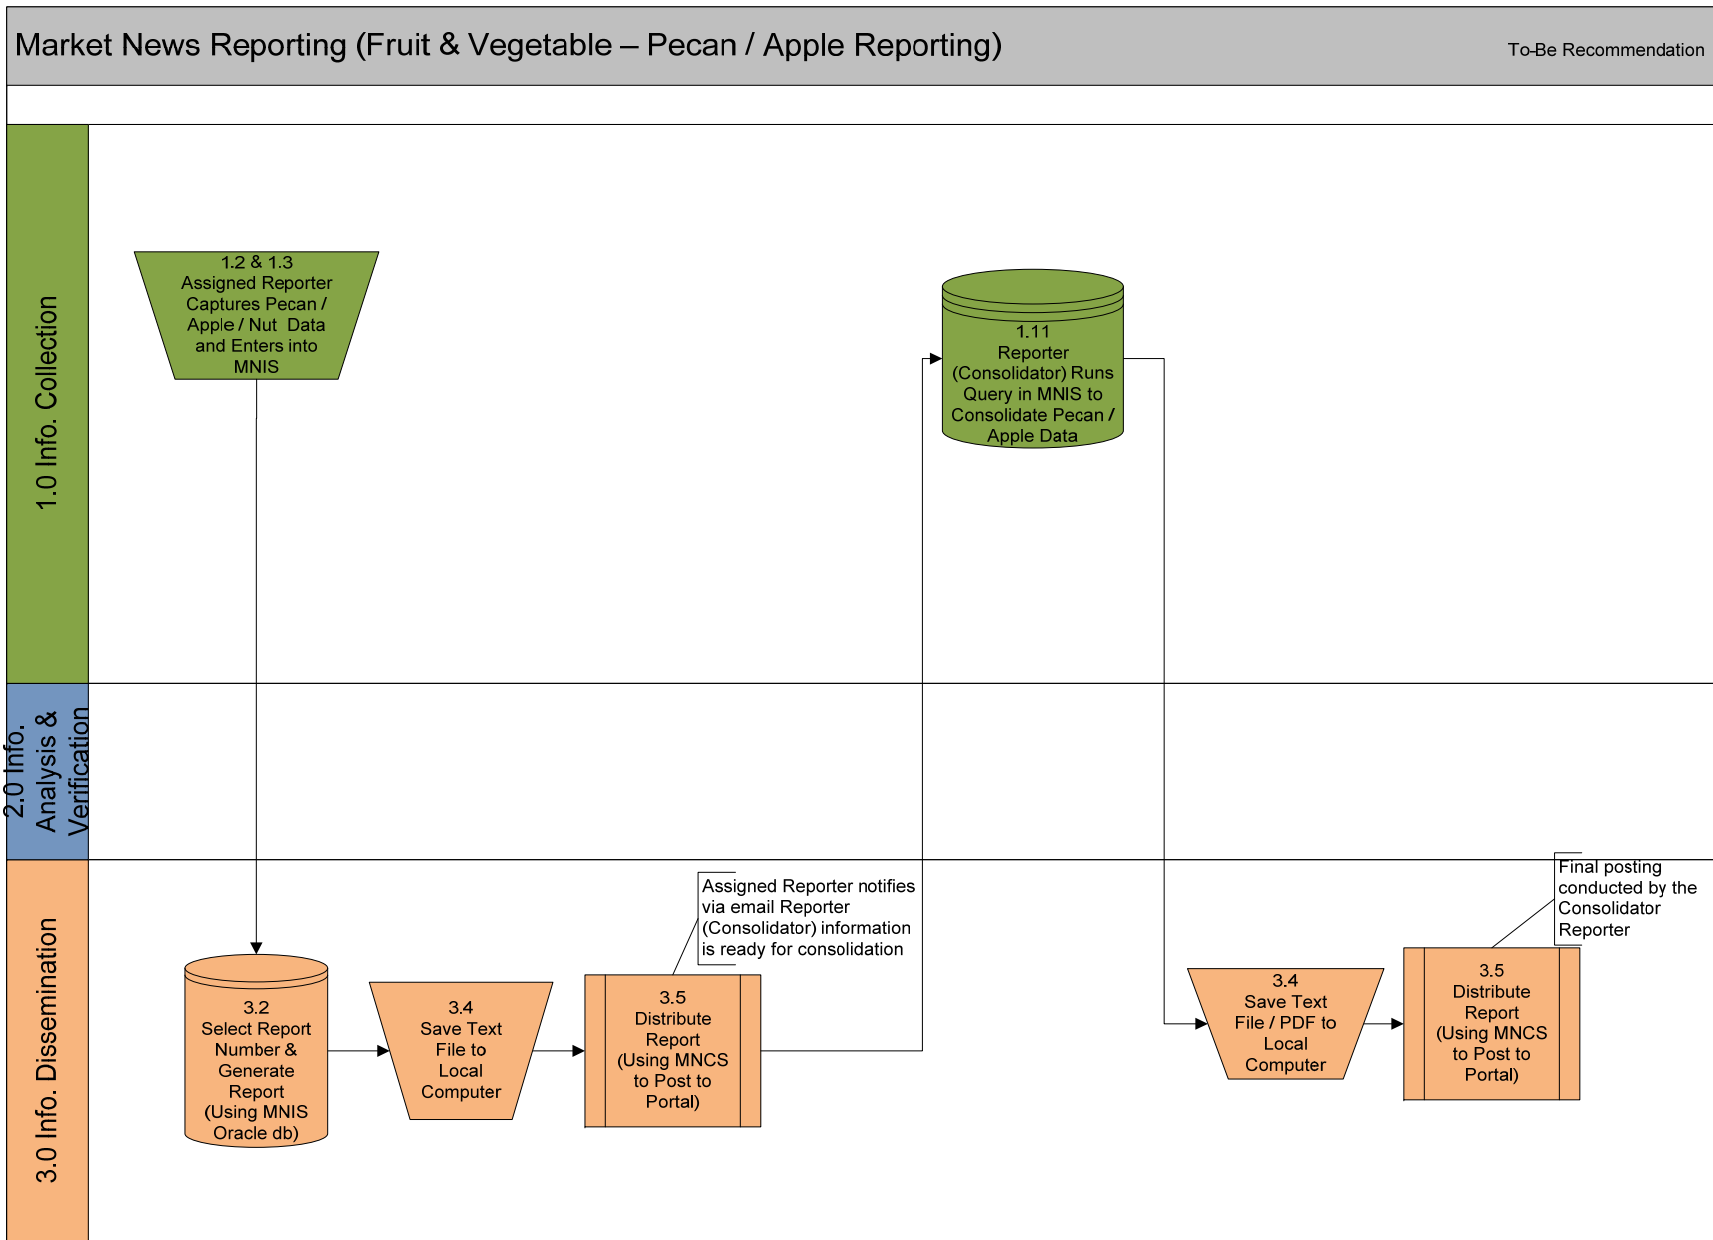 Market News Reporting (Fruit & Vegetable – Pecan / Apple Reporting)
To-Be Recommendation
1.0 Info. Collection
1.2 & 1.3
Assigned Reporter
Captures Pecan /
Apple / Nut Data
and Enters into
MNIS
1.11
Reporter
(Consolidator) Runs
Query in MNIS to
Consolidate Pecan /
Apple Data
2.0 Info.
Analysis &
Verification
3.0 Info. Dissemination
3.2
Select Report
Number &
Generate
Report
(Using MNIS
Oracle db)
3.4
Save Text
File to
Local
Computer
Assigned Reporter notifies
via email Reporter
(Consolidator) information
is ready for consolidation
3.5
Distribute
Report
(Using MNCS
to Post to
Portal)
3.4
Save Text
File / PDF to
Local
Computer
Final posting
conducted by the
Consolidator
Reporter
3.5
Distribute
Report
(Using MNCS
to Post to
Portal)